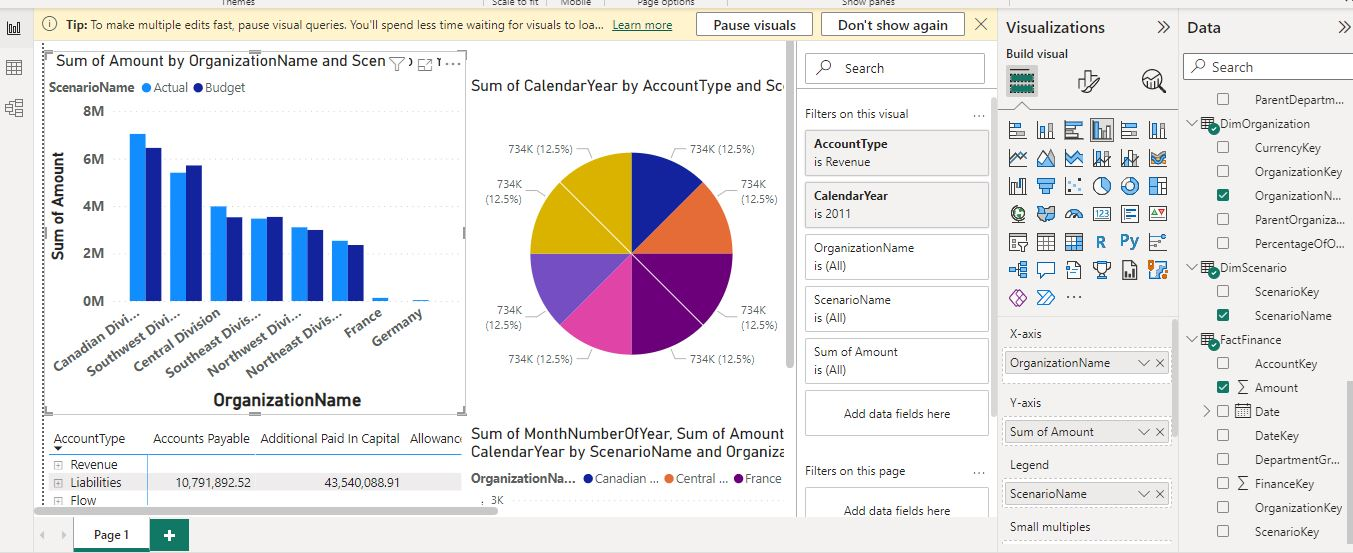 Themes
Scale to fit
Mobile
Page options
Show panes
Tip: To make multiple edits fast, pause visual queries. You'll spend less time waiting for visuals to loa... Learn more
Pause visuals
Don't show again
Sum of Amount by OrganizationName and Scen
ScenarioName Actual Budget
8M
6M
4M
2M
0M
Sum of Amount
Canadian Divi...
Southwest Divi...
Central Division
Southeast Divis...
Northwest Divi...
Northeast Divis...
France
Germany
OrganizationName
Sum of CalendarYear by AccountType and Sc
734K (12.5%)
734K (12.5%)
734K
(12.5%)
734K
(12.5%)
734K
(12.5%)
734K
(12.5%)
734K (12.5%)
734K (12.5%)
AccountType Accounts Payable Additional Paid In Capital Allowanc
Revenue
Liabilities 10,791,892.52 43,540,088.91
Flow
Sum of MonthNumberOfYear, Sum of Amount
CalendarYear by ScenarioName and Organiza
OrganizationNa... Canadian ... Central ... France
3K
Page 1
Search
Filters on this visual
...
AccountType
is Revenue
CalendarYear
is 2011
OrganizationName
is (All)
ScenarioName
is (All)
Sum of Amount
is (All)
Add data fields here
Filters on this page
...
Add data fields here
Visualizations
Build visual
123
R
Py
...
X-axis
OrganizationName
Y-axis
Sum of Amount
Legend
ScenarioName
Small multiples
Data
Search
ParentDepartm...
DimOrganization
CurrencyKey
OrganizationKey
OrganizationN...
ParentOrganiza...
PercentageOfO...
DimScenario
ScenarioKey
ScenarioName
FactFinance
AccountKey
Amount
Date
DateKey
DepartmentGr...
FinanceKey
OrganizationKey
ScenarioKey